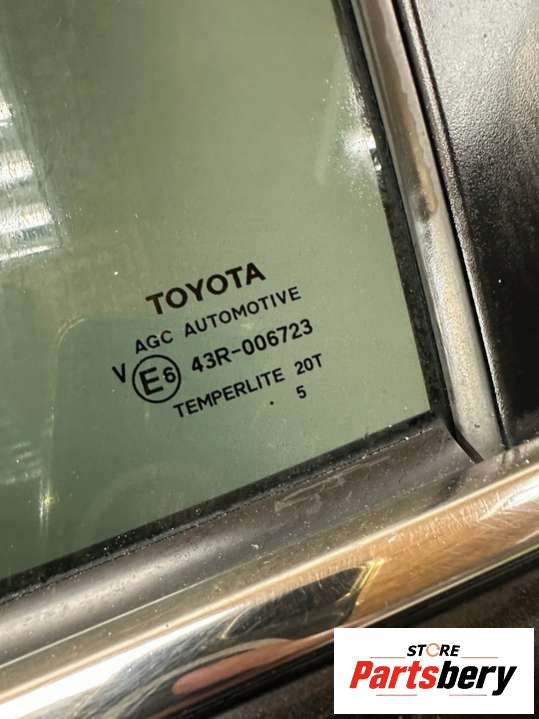 TOYOTA
AGC AUTOMOTIVE
V E6 43R-006723
TEMPERLITE 20T
. 5
STORE
Partsbery